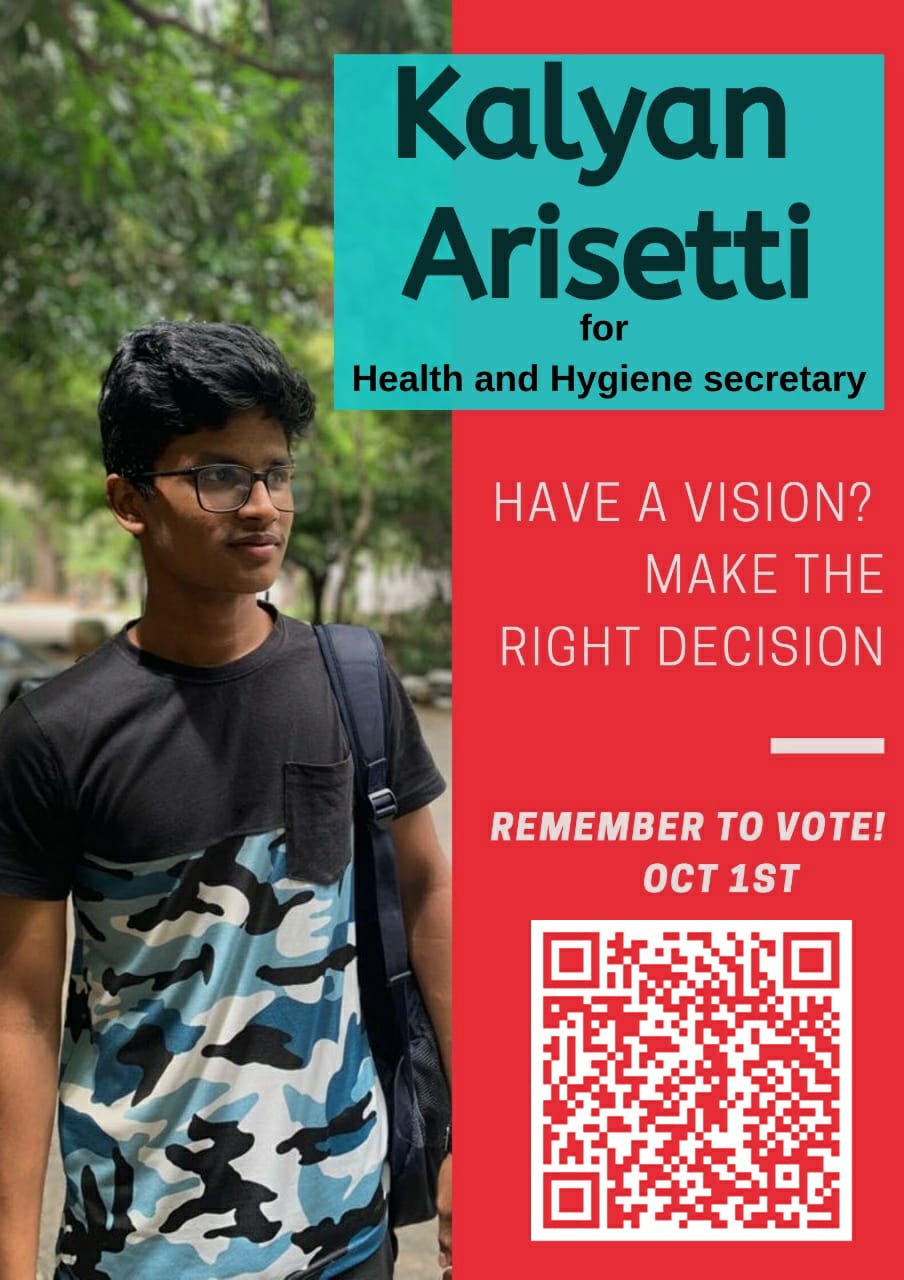 Kalyan
Arisetti
for
Health and Hygiene secretary
HAVE A VISION?
MAKE THE
RIGHT DECISION
REMEMBER TO VOTE!
OCT 1ST